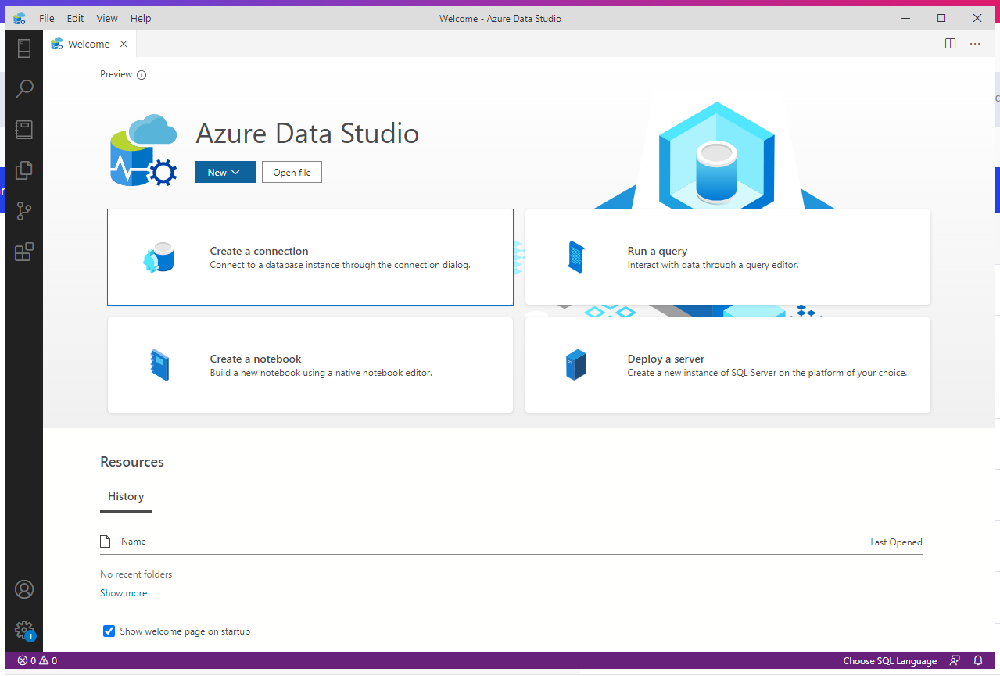 File Edit View Help
Welcome - Azure Data Studio
Welcome
Preview
Azure Data Studio
New
Open file
Create a connection
Connect to a database instance through the connection dialog.
Run a query
Interact with data through a query editor.
Create a notebook
Build a new notebook using a native notebook editor.
Deploy a server
Create a new instance of SQL Server on the platform of your choice.
Resources
History
Name
Last Opened
No recent folders
Show more
Show welcome page on startup
1
0 0
Choose SQL Language